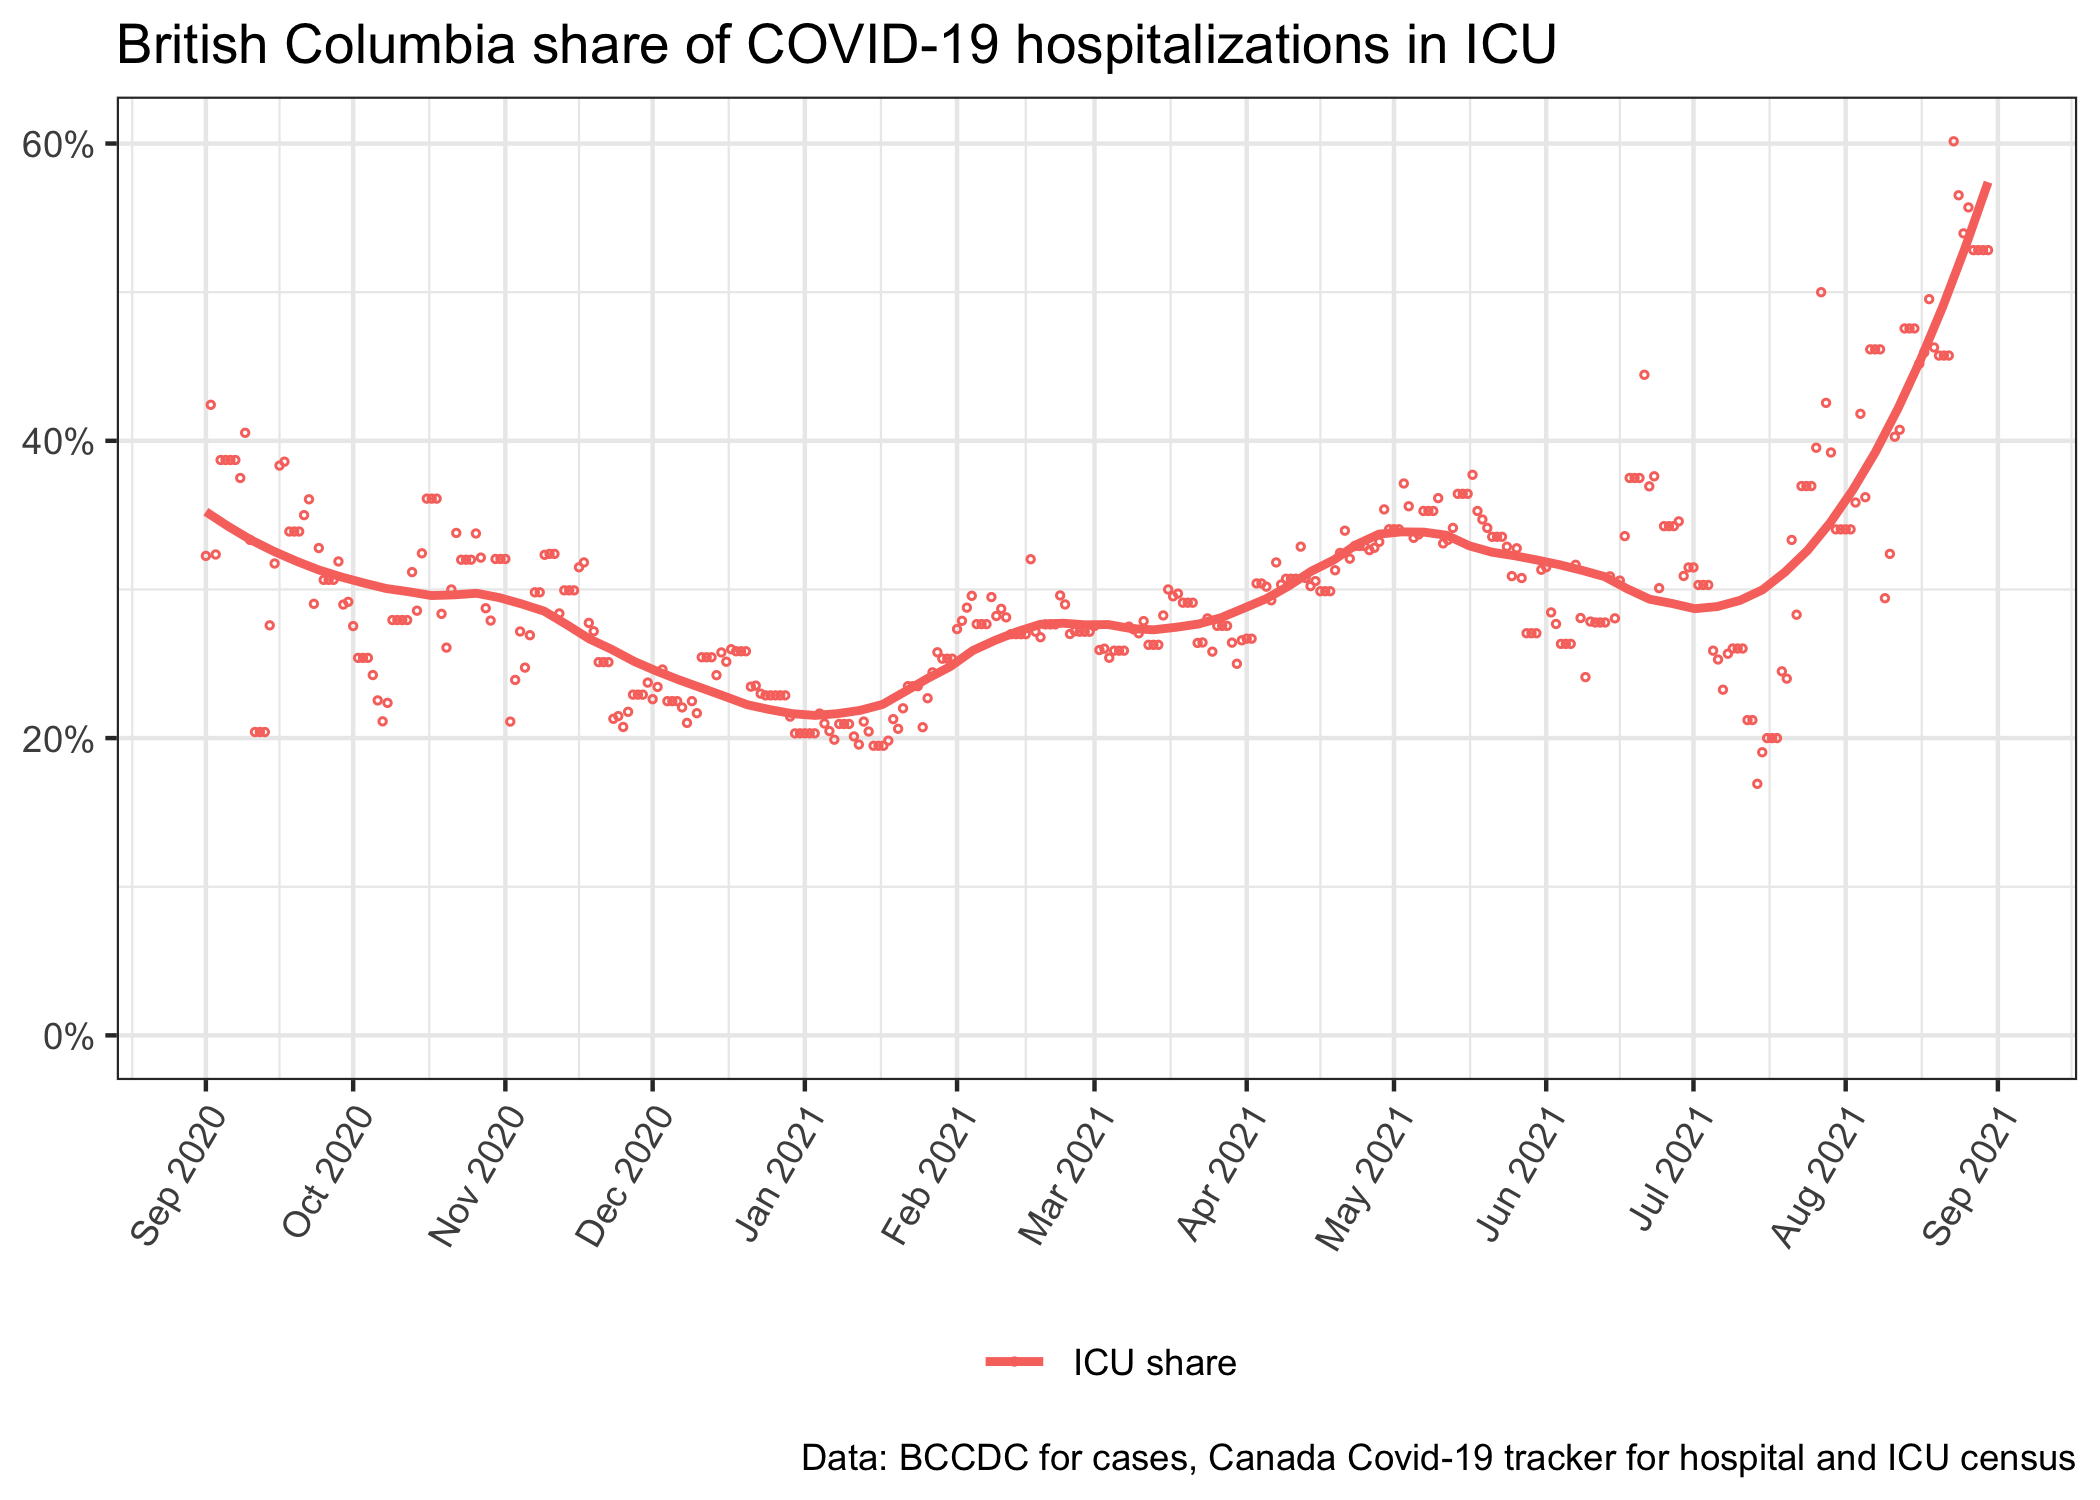 British Columbia share of COVID-19 hospitalizations in ICU
60%
40%
20%
0%
Sep 2020
Oct 2020
Nov 2020
Dec 2020
Jan 2021
Feb 2021
Mar 2021
Apr 2021
May 2021
Jun 2021
Jul 2021
Aug 2021
Sep 2021
ICU share
Data: BCCDC for cases, Canada Covid-19 tracker for hospital and ICU census